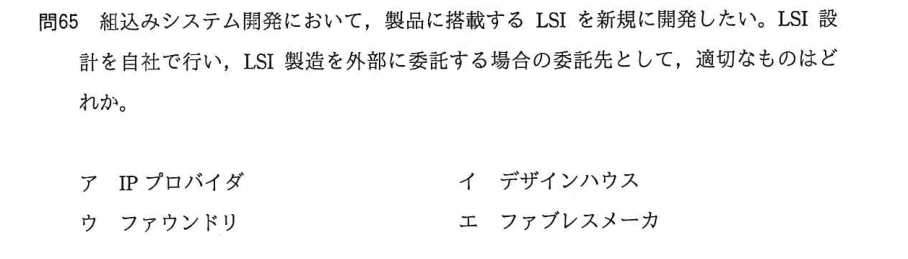 問65 組込みシステム開発において，製品に搭載する LSI を新規に開発したい。LSI 設
計を自社で行い，LSI 製造を外部に委託する場合の委託先として，適切なものはど
れか。
ア IP プロバイダ イ デザインハウス
ウ ファウンドリ エ ファブレスメーカ